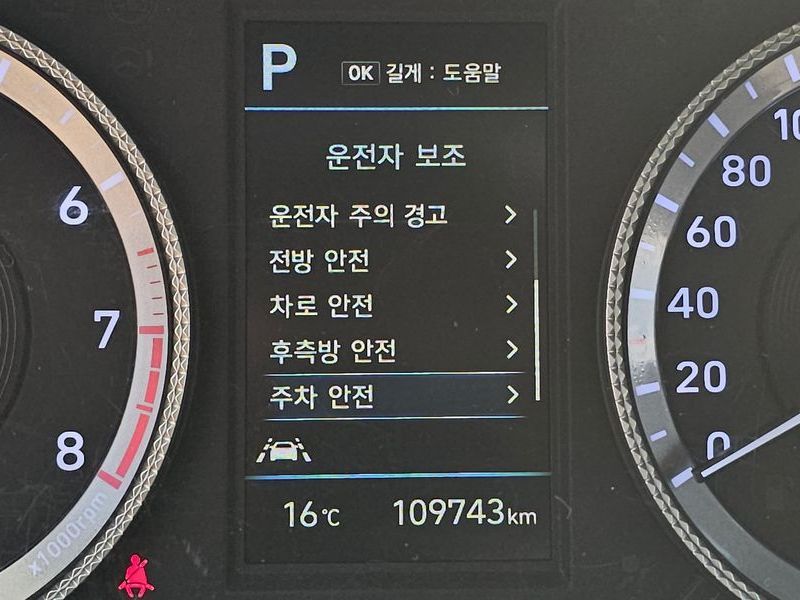 P
OK 길게 : 도움말
운전자 보조
운전자 주의 경고
전방 안전
차로 안전
후측방 안전
주차 안전
16°C 109743km
6
7
8
x1000rpm
80
60
40
20
0